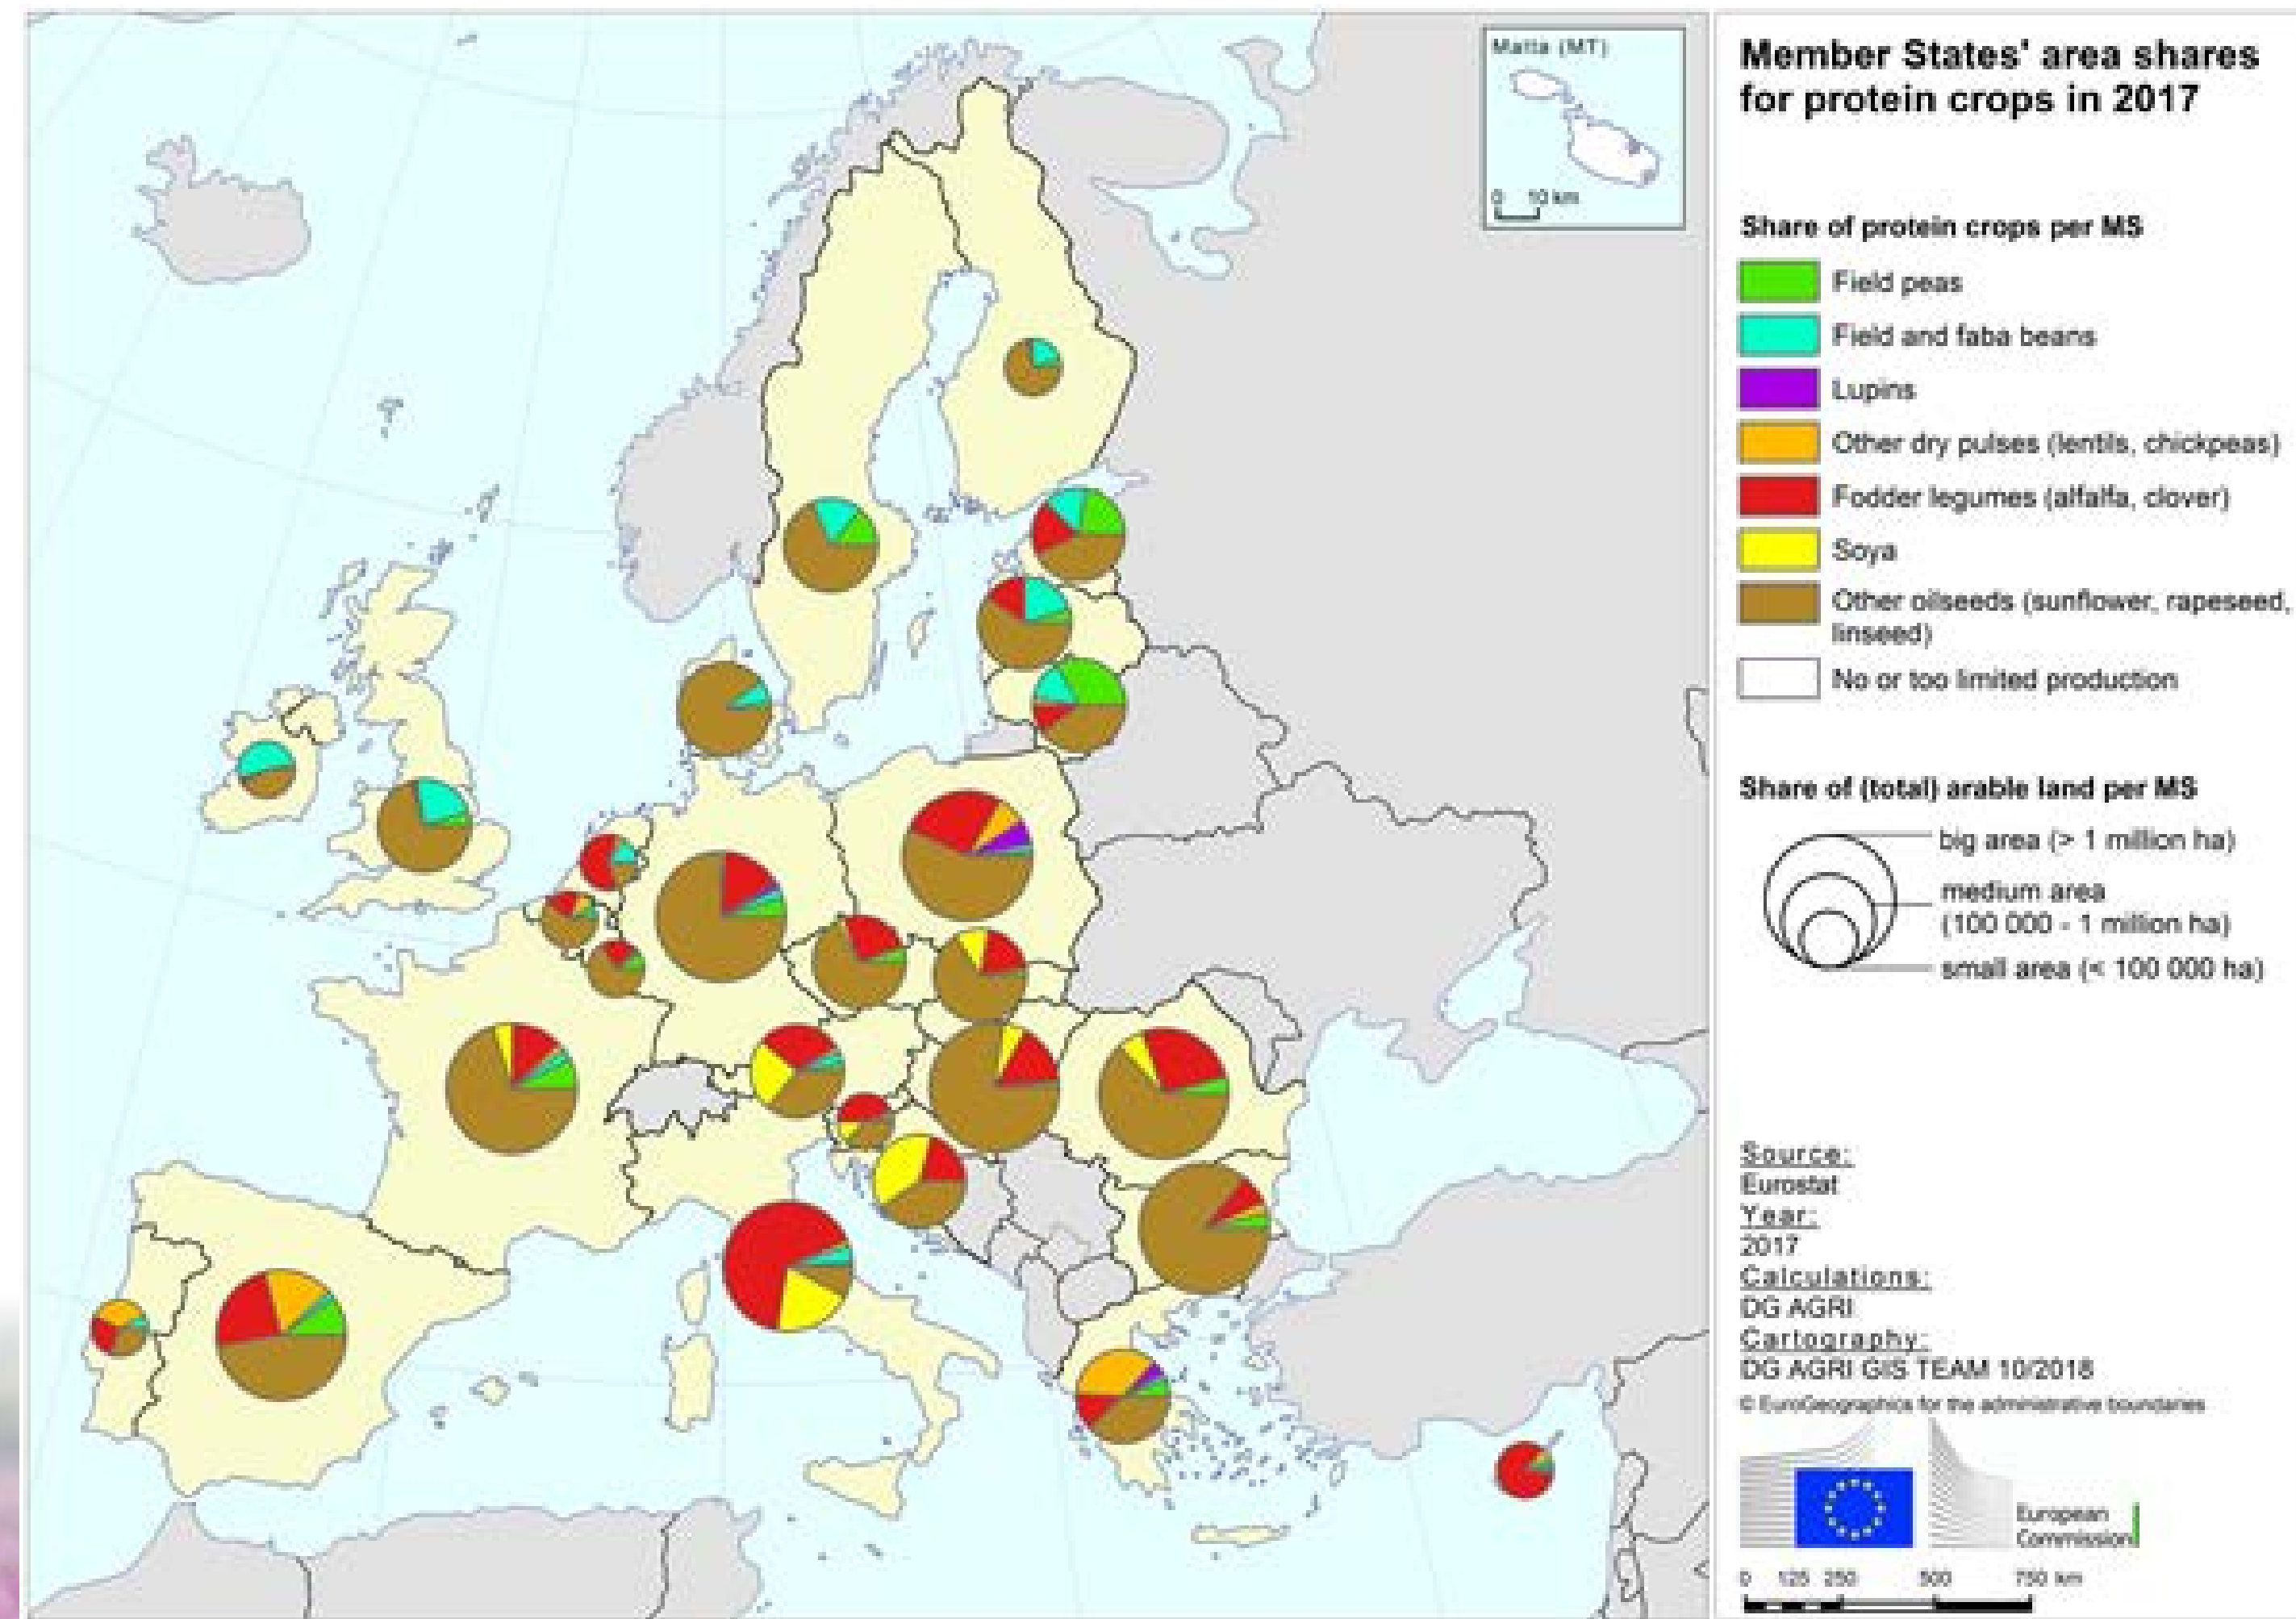 Malta (MT)
0 10 km
Member States' area shares
for protein crops in 2017
Share of protein crops per MS
Field peas
Field and faba beans
Lupins
Other dry pulses (lentils, chickpeas)
Fodder legumes (alfalfa, clover)
Soya
Other oilseeds (sunflower, rapeseed,
linseed)
No or too limited production
Share of (total) arable land per MS
big area (> 1 million ha)
medium area
(100 000 - 1 million ha)
small area (< 100 000 ha)
Source:
Eurostat
Year:
2017
Calculations:
DG AGRI
Cartography:
DG AGRI GIS TEAM 10/2018
© EuroGeographics for the administrative boundaries
European
Commission
0 125 250 500 750 km